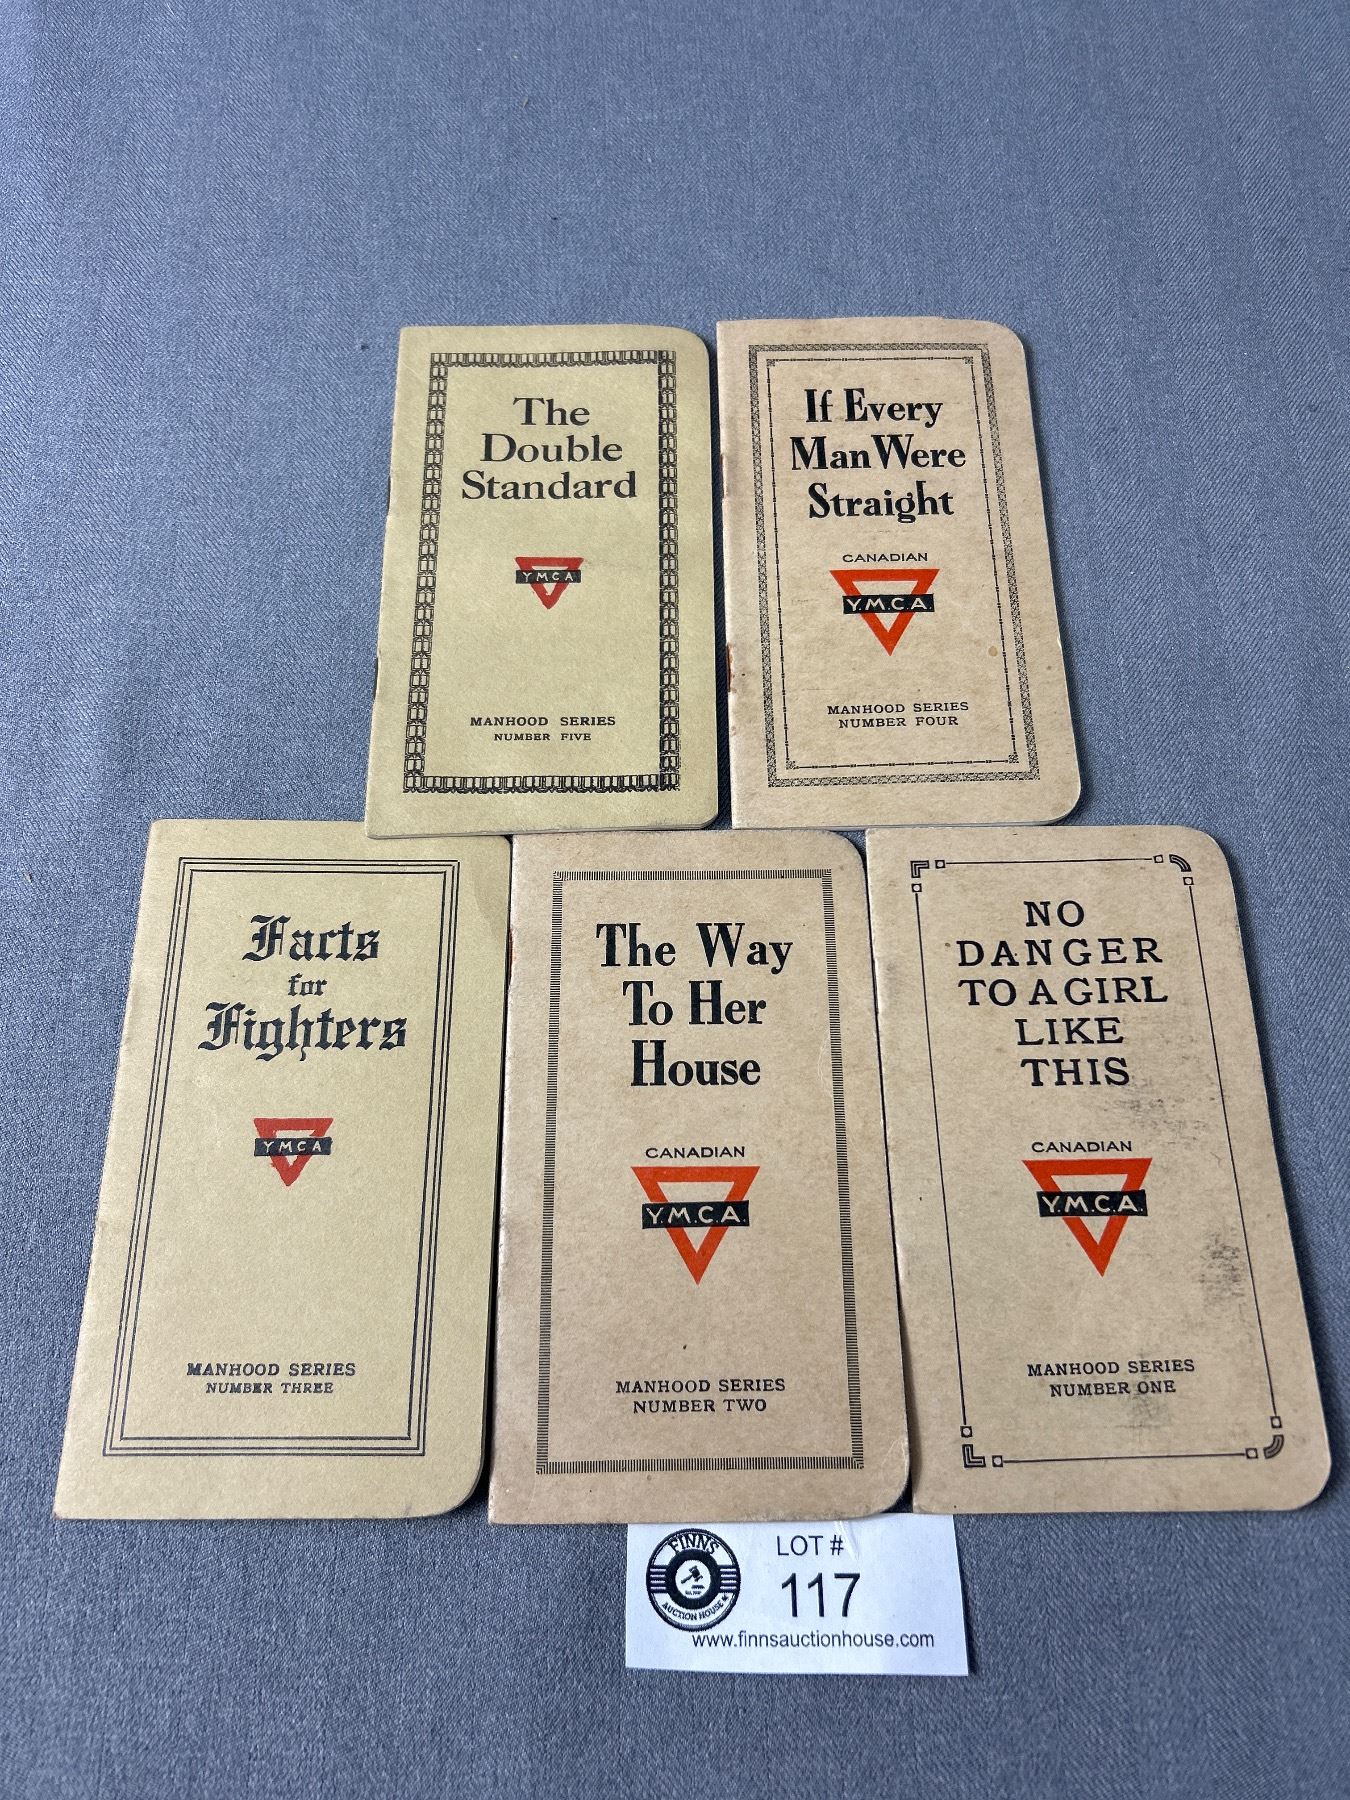 The
Double
Standard
YMCA
MANHOOD SERIES
NUMBER FIVE
If Every
Man Were
Straight
CANADIAN
Y.M.C.A.
MANHOOD SERIES
NUMBER FOUR
Facts
for
Fighters
YMCA
MANHOOD SERIES
NUMBER THREE
The Way
To Her
House
CANADIAN
Y.M.C.A.
MANHOOD SERIES
NUMBER TWO
NO
DANGER
TO A GIRL
LIKE
THIS
CANADIAN
Y.M.C.A.
MANHOOD SERIES
NUMBER ONE
FINNS
AUCTION HOUSE
LOT #
117
www.finnsauctionhouse.com